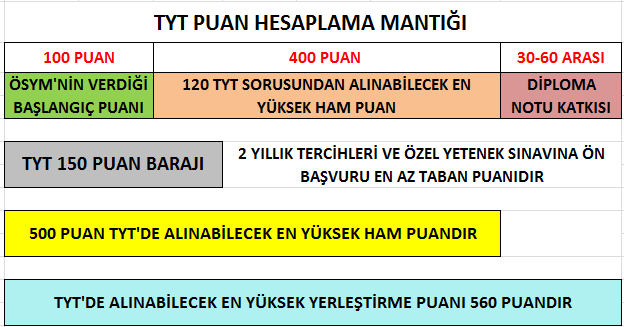 TYT PUAN HESAPLAMA MANTIĞI
100 PUAN
400 PUAN
30-60 ARASI
ÖSYM'NİN VERDİĞİ
BAŞLANGIÇ PUANI
120 TYT SORUSUNDAN ALINABİLECEK EN
YÜKSEK HAM PUAN
DİPLOMA
NOTU KATKISI
TYT 150 PUAN BARAJI
2 YILLIK TERCİHLERİ VE ÖZEL YETENEK SINAVINA ÖN
BAŞVURU EN AZ TABAN PUANIDIR
500 PUAN TYT'DE ALINABİLECEK EN YÜKSEK HAM PUANDIR
TYT'DE ALINABİLECEK EN YÜKSEK YERLEŞTİRME PUANI 560 PUANDIR